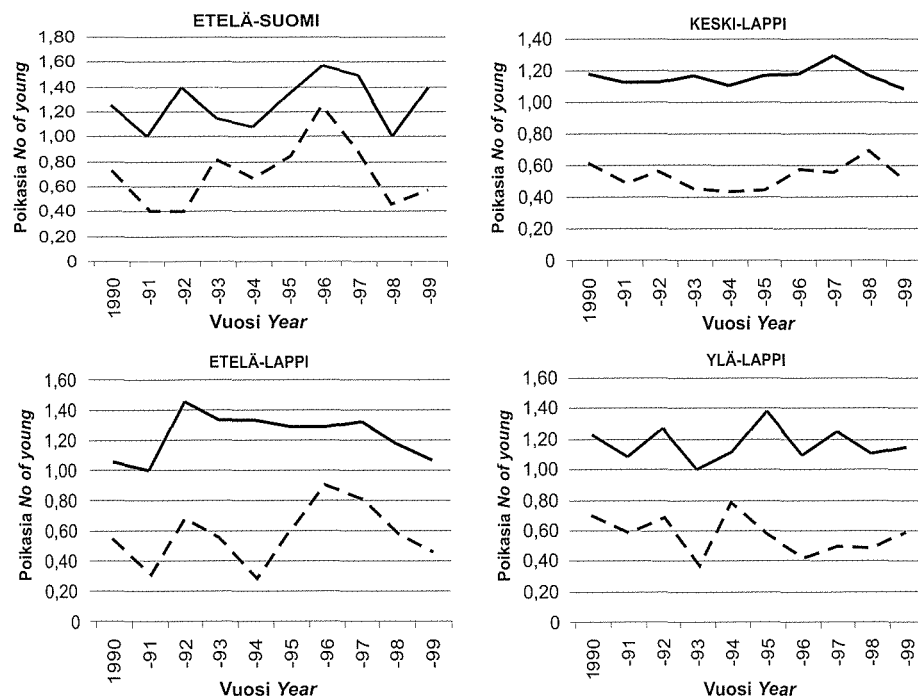 ETELÄ-SUOMI
Poikasia No of young
1,80
1,60
1,40
1,20
1,00
0,80
0,60
0,40
0,20
0
1990 -91 -92 -93 -94 -95 -96 -97 -98 -99
Vuosi Year
KESKI-LAPPI
Poikasia No of young
1,40
1,20
1,00
0,80
0,60
0,40
0,20
0
1990 -91 -92 -93 -94 -95 -96 -97 -98 -99
Vuosi Year
ETELÄ-LAPPI
Poikasia No of young
1,60
1,40
1,20
1,00
0,80
0,60
0,40
0,20
0
1990 -91 -92 -93 -94 -95 -96 -97 -98 -99
Vuosi Year
YLÄ-LAPPI
Poikasia No of young
1,60
1,40
1,20
1,00
0,80
0,60
0,40
0,20
0
1990 -91 -92 -93 -94 -95 -96 -97 -98 -99
Vuosi Year